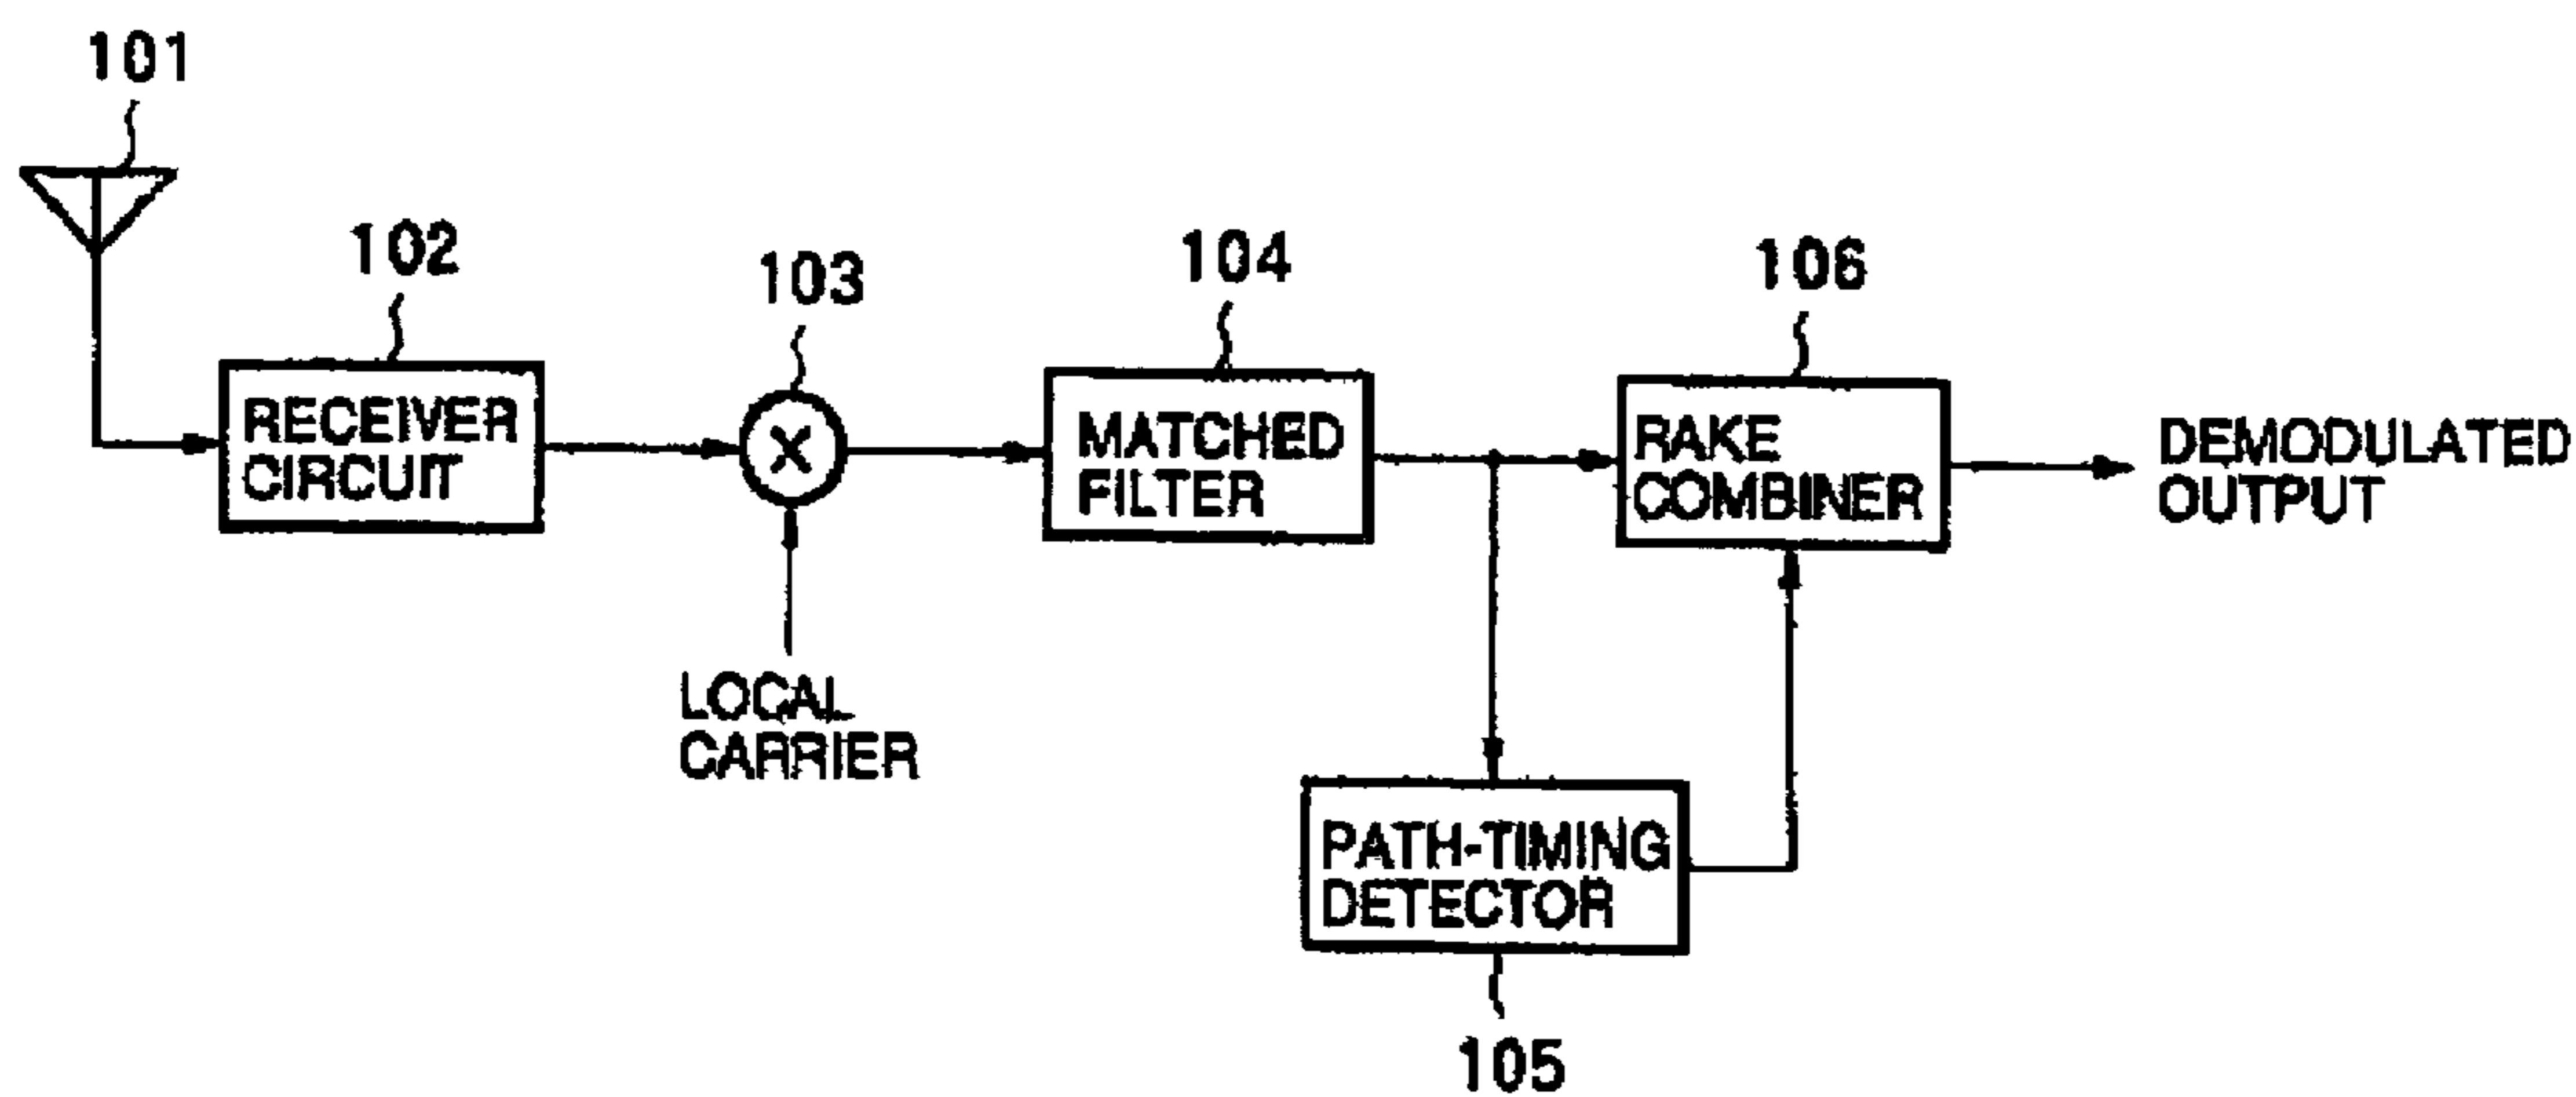 101
102
103
104
106
RECEIVER
CIRCUIT
MATCHED
FILTER
RAKE
COMBINER
DEMODULATED
OUTPUT
LOCAL
CARRIER
PATH-TIMING
DETECTOR
105